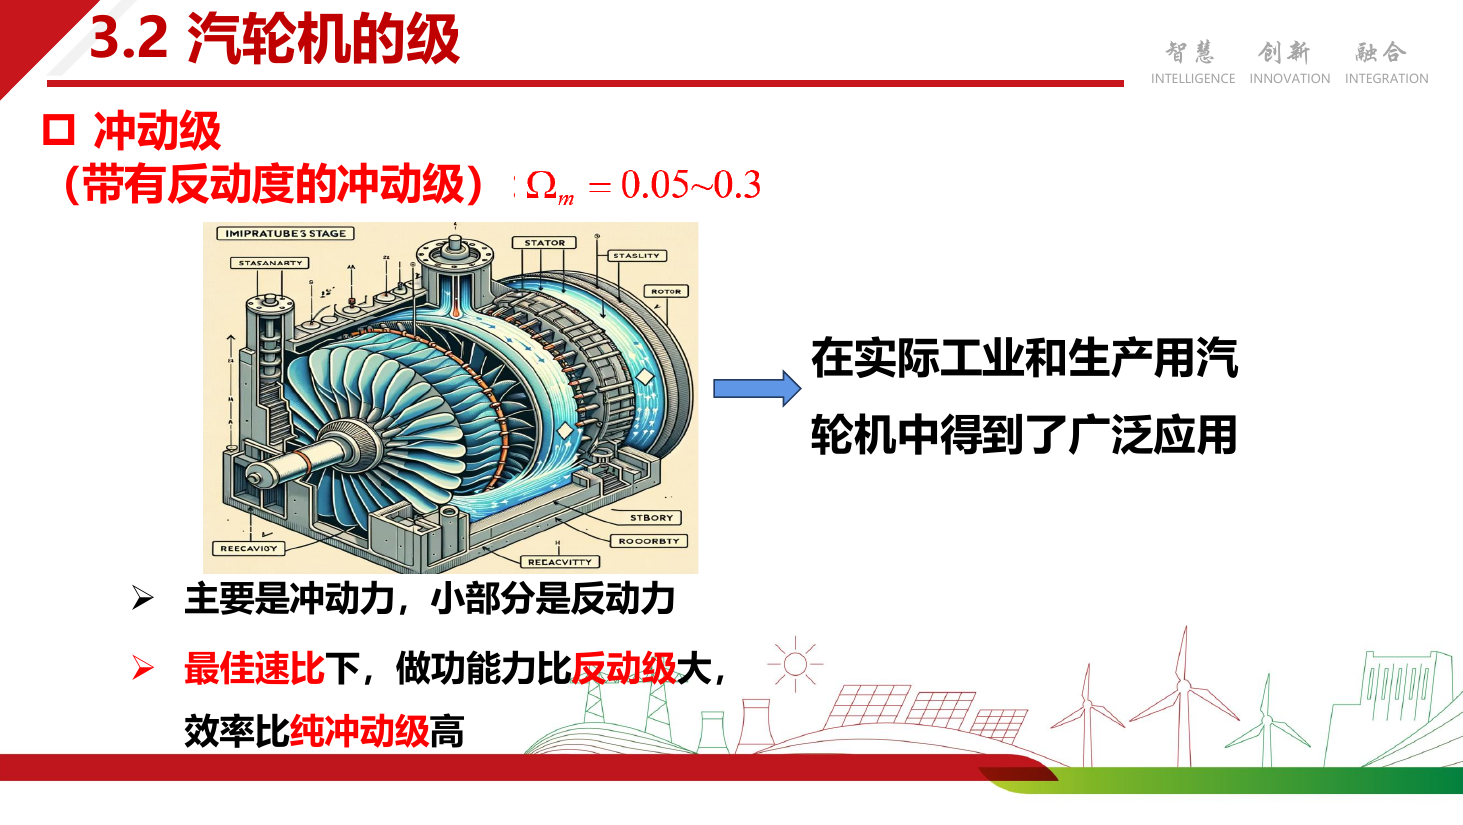 3.2 汽轮机的级
智慧 创新 融合
INTELLIGENCE INNOVATION INTEGRATION
冲动级
（带有反动度的冲动级）: Ωm = 0.05~0.3
IMIPRATUBE'S STAGE
STATOR
STASANARTY
STASLITY
ROTOR
在实际工业和生产用汽
轮机中得到了广泛应用
STBORY
ROOORBTY
REECAVIGY
REEACVITTY
主要是冲动力，小部分是反动力
最佳速比下，做功能力比反动级大，
效率比纯冲动级高